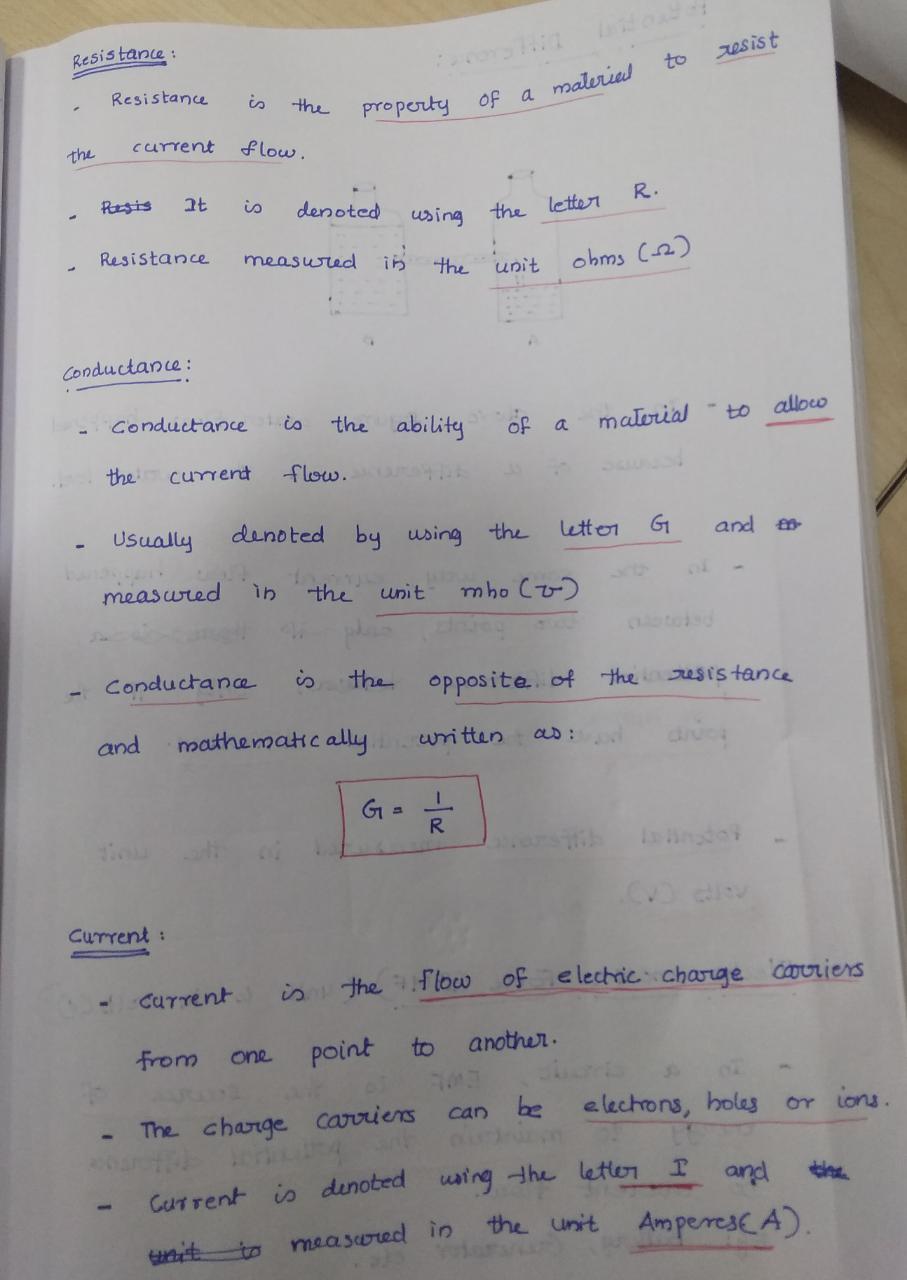 Resistance:
- Resistance is the property of a material to resist
the current flow.
- Resis It is denoted using the letter R.
- Resistance measured in the unit ohms (Ω)
Conductance:
- Conductance is the ability of a material to allow
the current flow.
- Usually denoted by using the letter G and
measured in the unit mho (℧)
- Conductance is the opposite of the resistance
and mathematically written as:
G = 1/R
Current:
- Current is the flow of electric charge carriers
from one point to another.
- The charge carriers can be electrons, holes or ions.
- Current is denoted using the letter I and the
unit is measured in the unit Amperes(A).